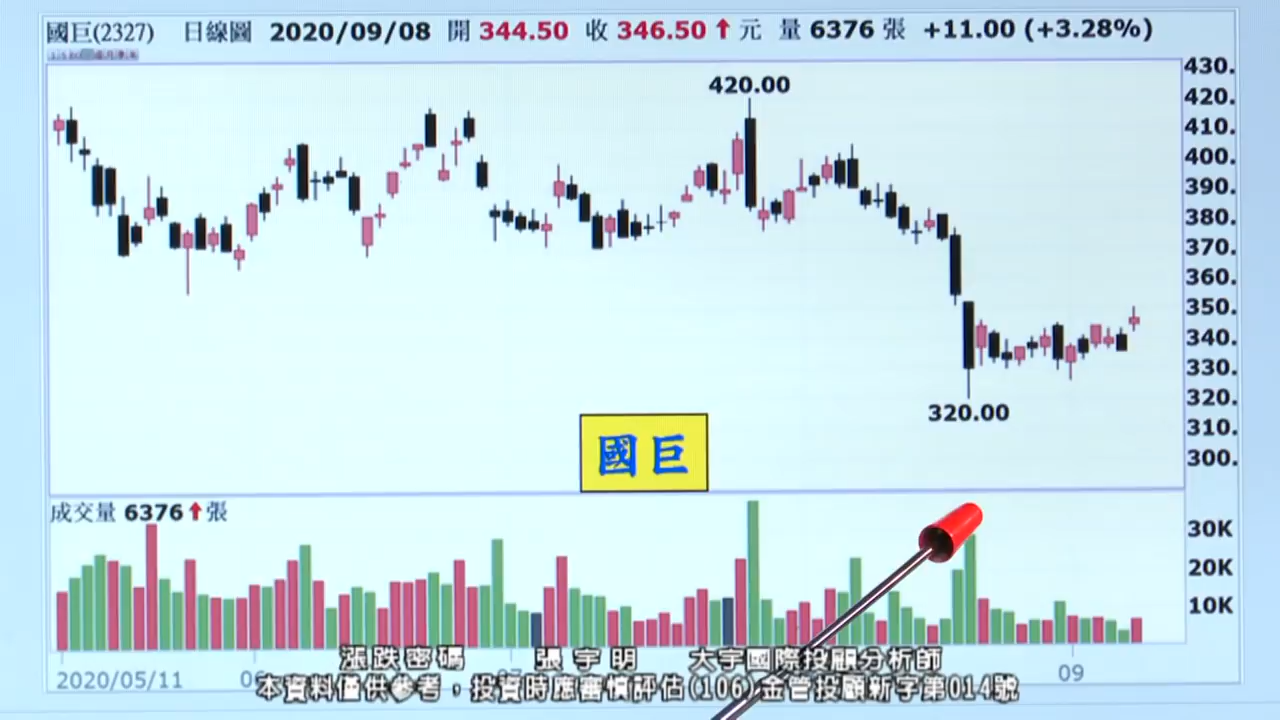 國巨(2327) 日線圖 2020/09/08 開 344.50 收 346.50↑元 量 6376 張 +11.00 (+3.28%)
430.
420.00
420.
410.
400.
390.
380.
370.
360.
350.
340.
330.
320.
320.00
310.
國巨
300.
成交量 6376↑張
30K
20K
10K
2020/05/11
09
漲跌密碼 張宇明 大宇國際投顧分析師
本資料僅供參考，投資時應審慎評估(106)金管投顧新字第014號